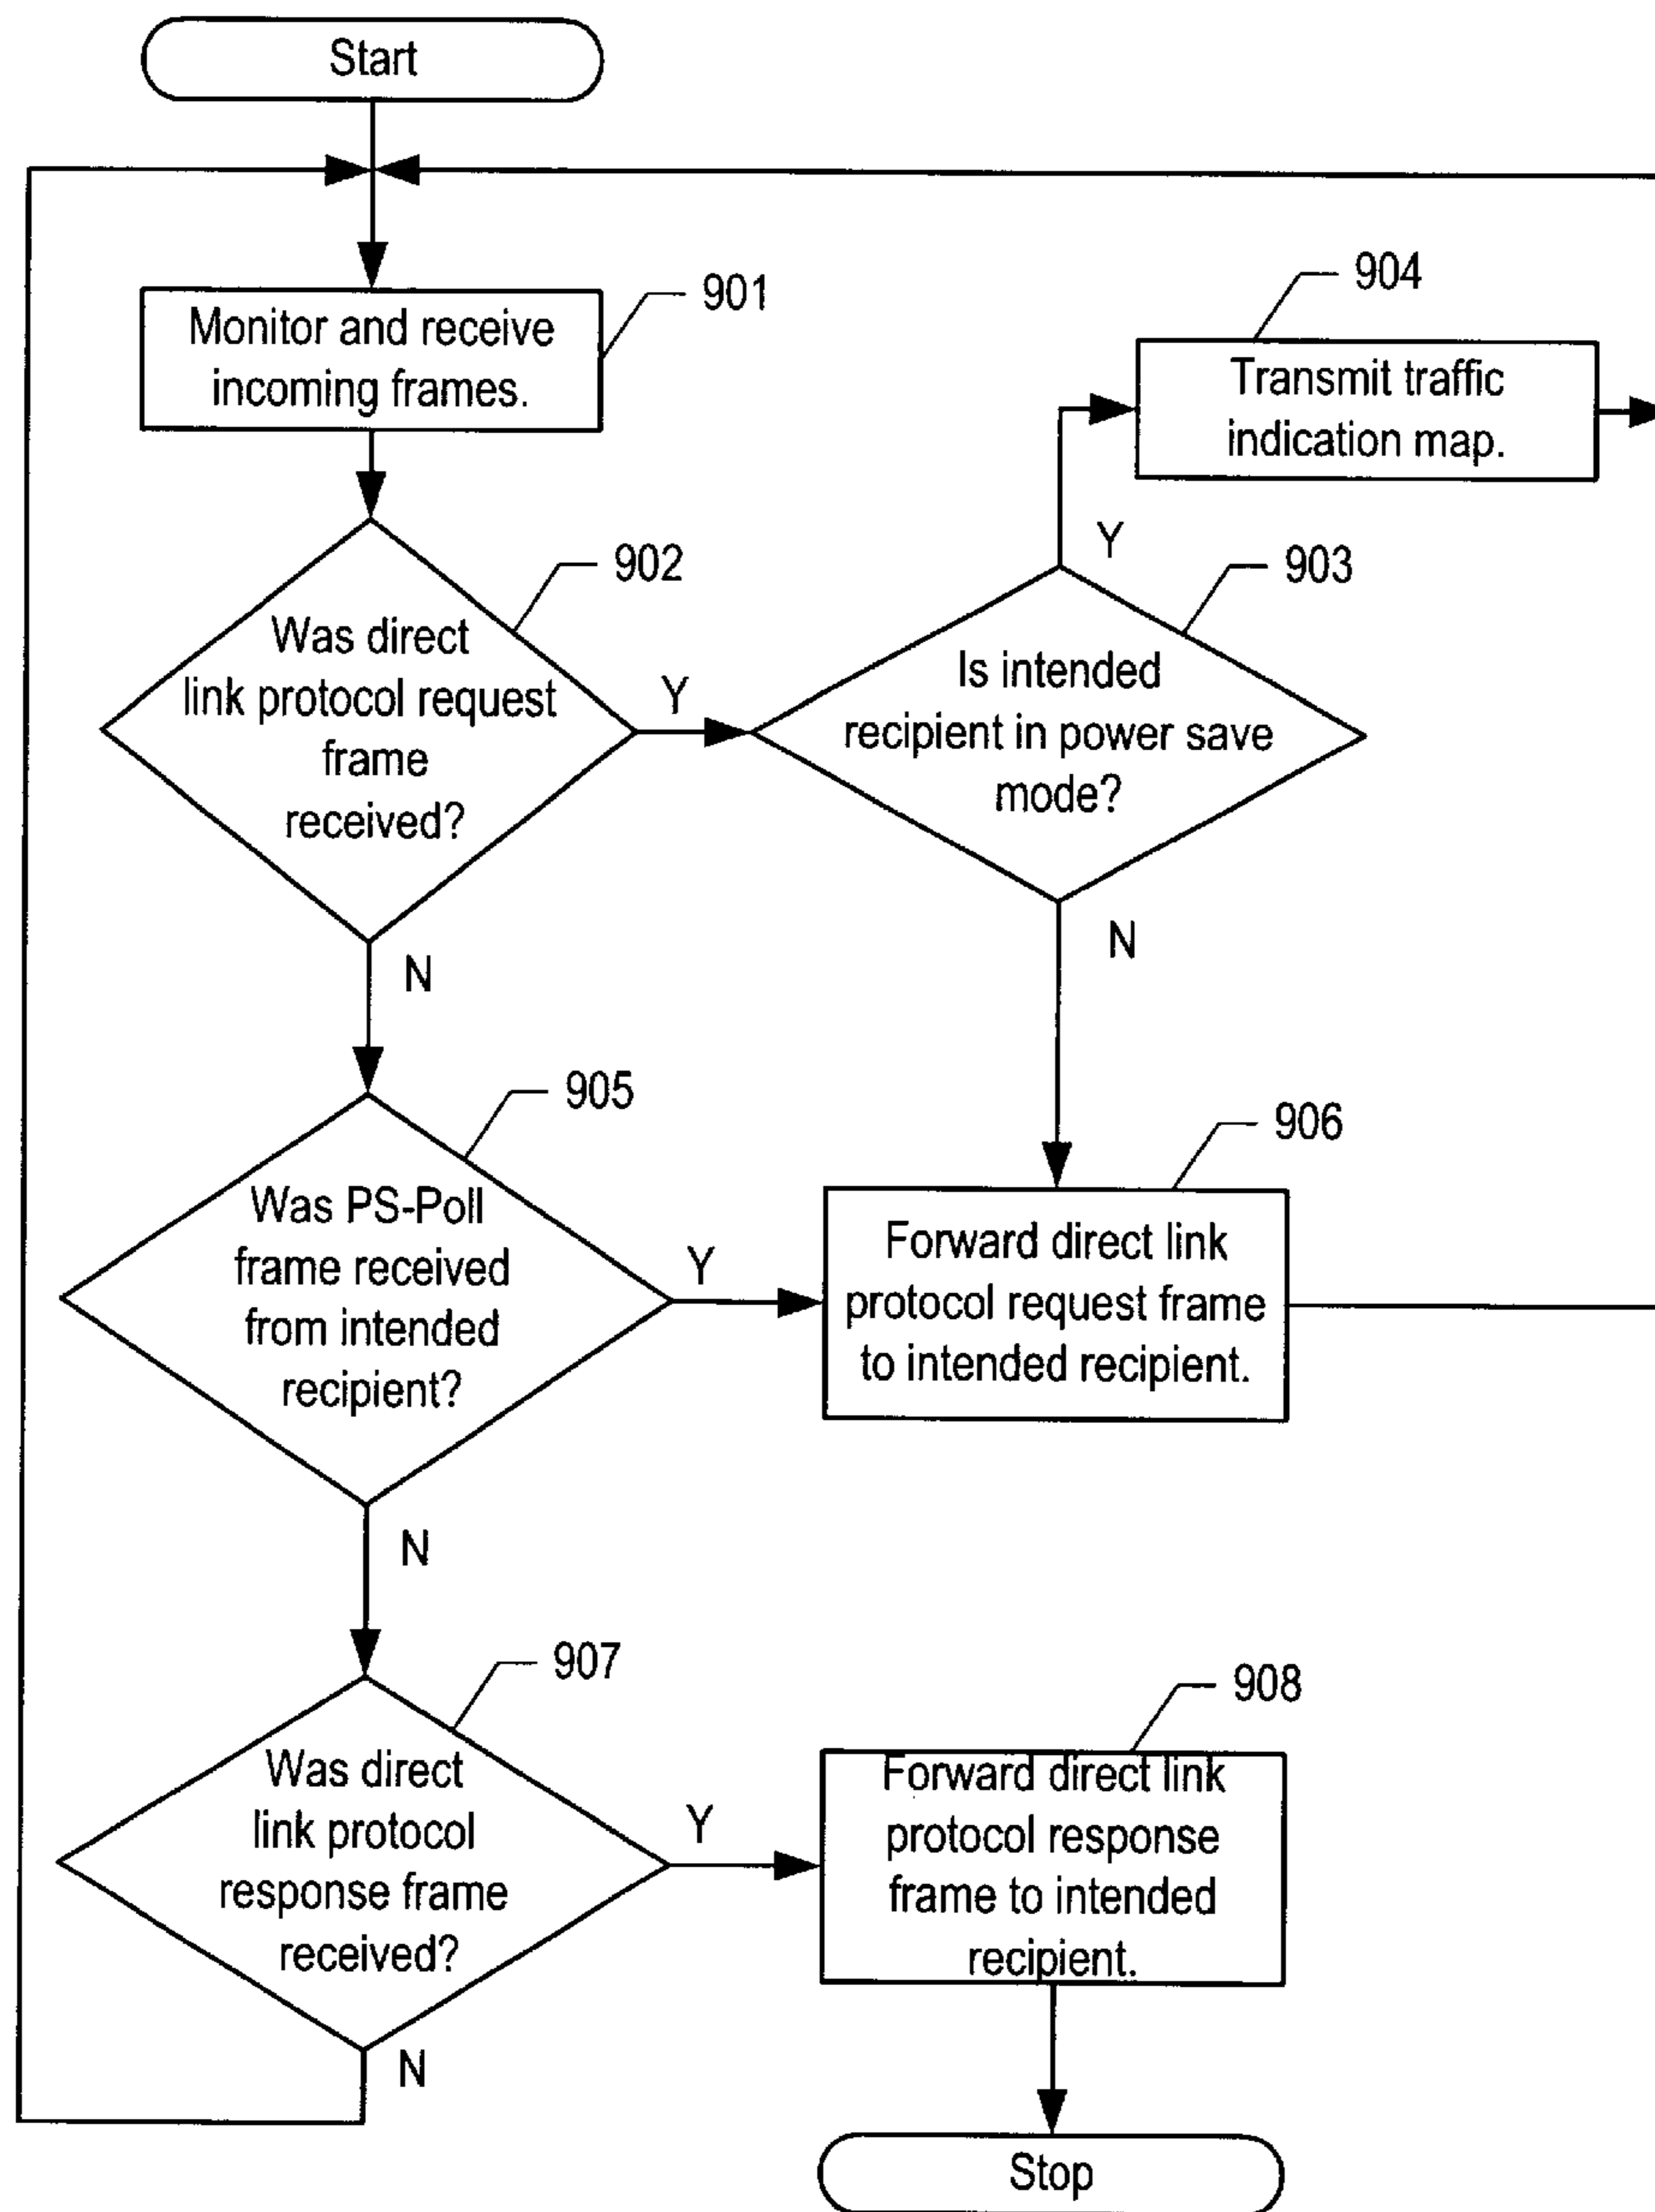 Start
901
Monitor and receive
incoming frames.
904
Transmit traffic
indication map.
902
Was direct
link protocol request
frame
received?
Y
N
903
Is intended
recipient in power save
mode?
Y
N
905
Was PS-Poll
frame received
from intended
recipient?
Y
N
906
Forward direct link
protocol request frame
to intended recipient.
907
Was direct
link protocol
response frame
received?
Y
N
908
Forward direct link
protocol response
frame to intended
recipient.
Stop